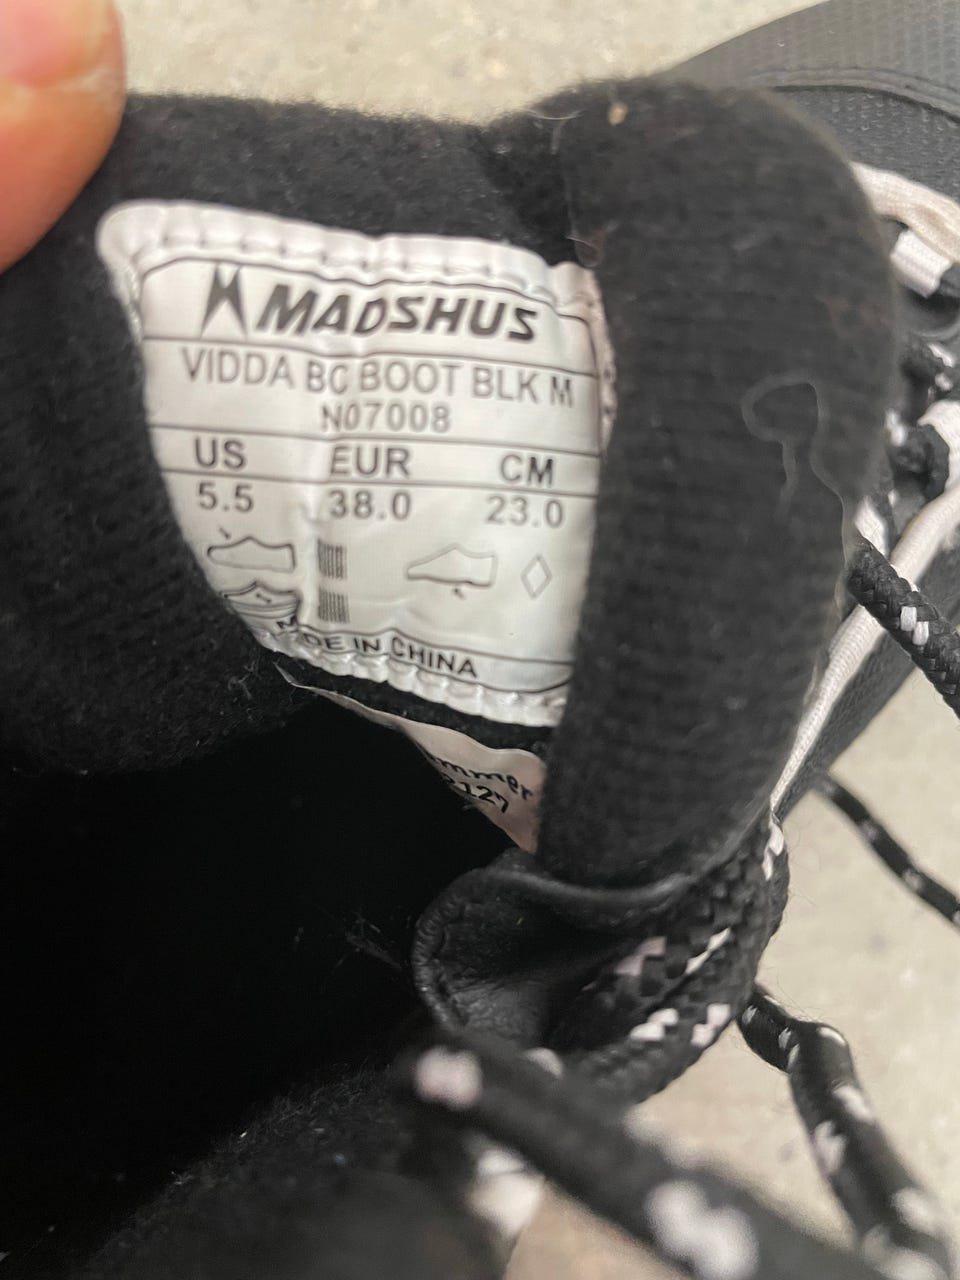 MADSHUS
VIDDA BC BOOT BLK M
N07008
US EUR CM
5.5 38.0 23.0
MADE IN CHINA